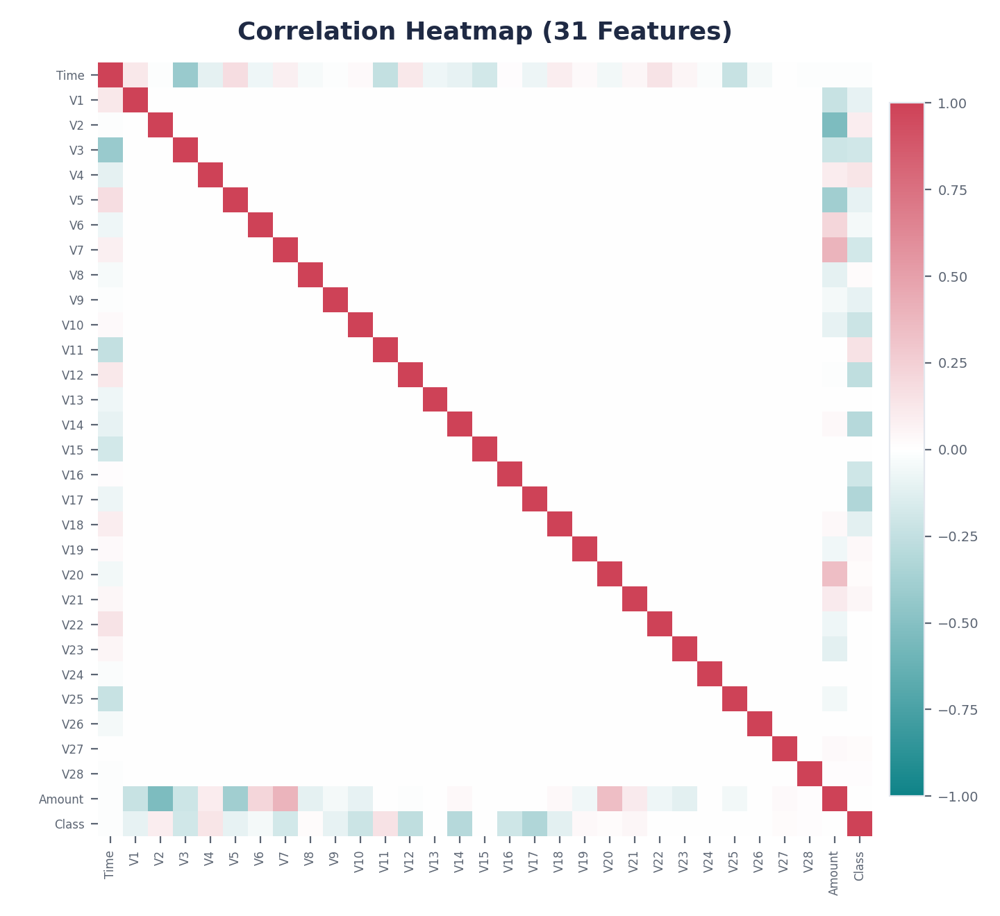 Correlation Heatmap (31 Features)
Time
V1
V2
V3
V4
V5
V6
V7
V8
V9
V10
V11
V12
V13
V14
V15
V16
V17
V18
V19
V20
V21
V22
V23
V24
V25
V26
V27
V28
Amount
Class
Time V1 V2 V3 V4 V5 V6 V7 V8 V9 V10 V11 V12 V13 V14 V15 V16 V17 V18 V19 V20 V21 V22 V23 V24 V25 V26 V27 V28 Amount Class
1.00
0.75
0.50
0.25
0.00
−0.25
−0.50
−0.75
−1.00